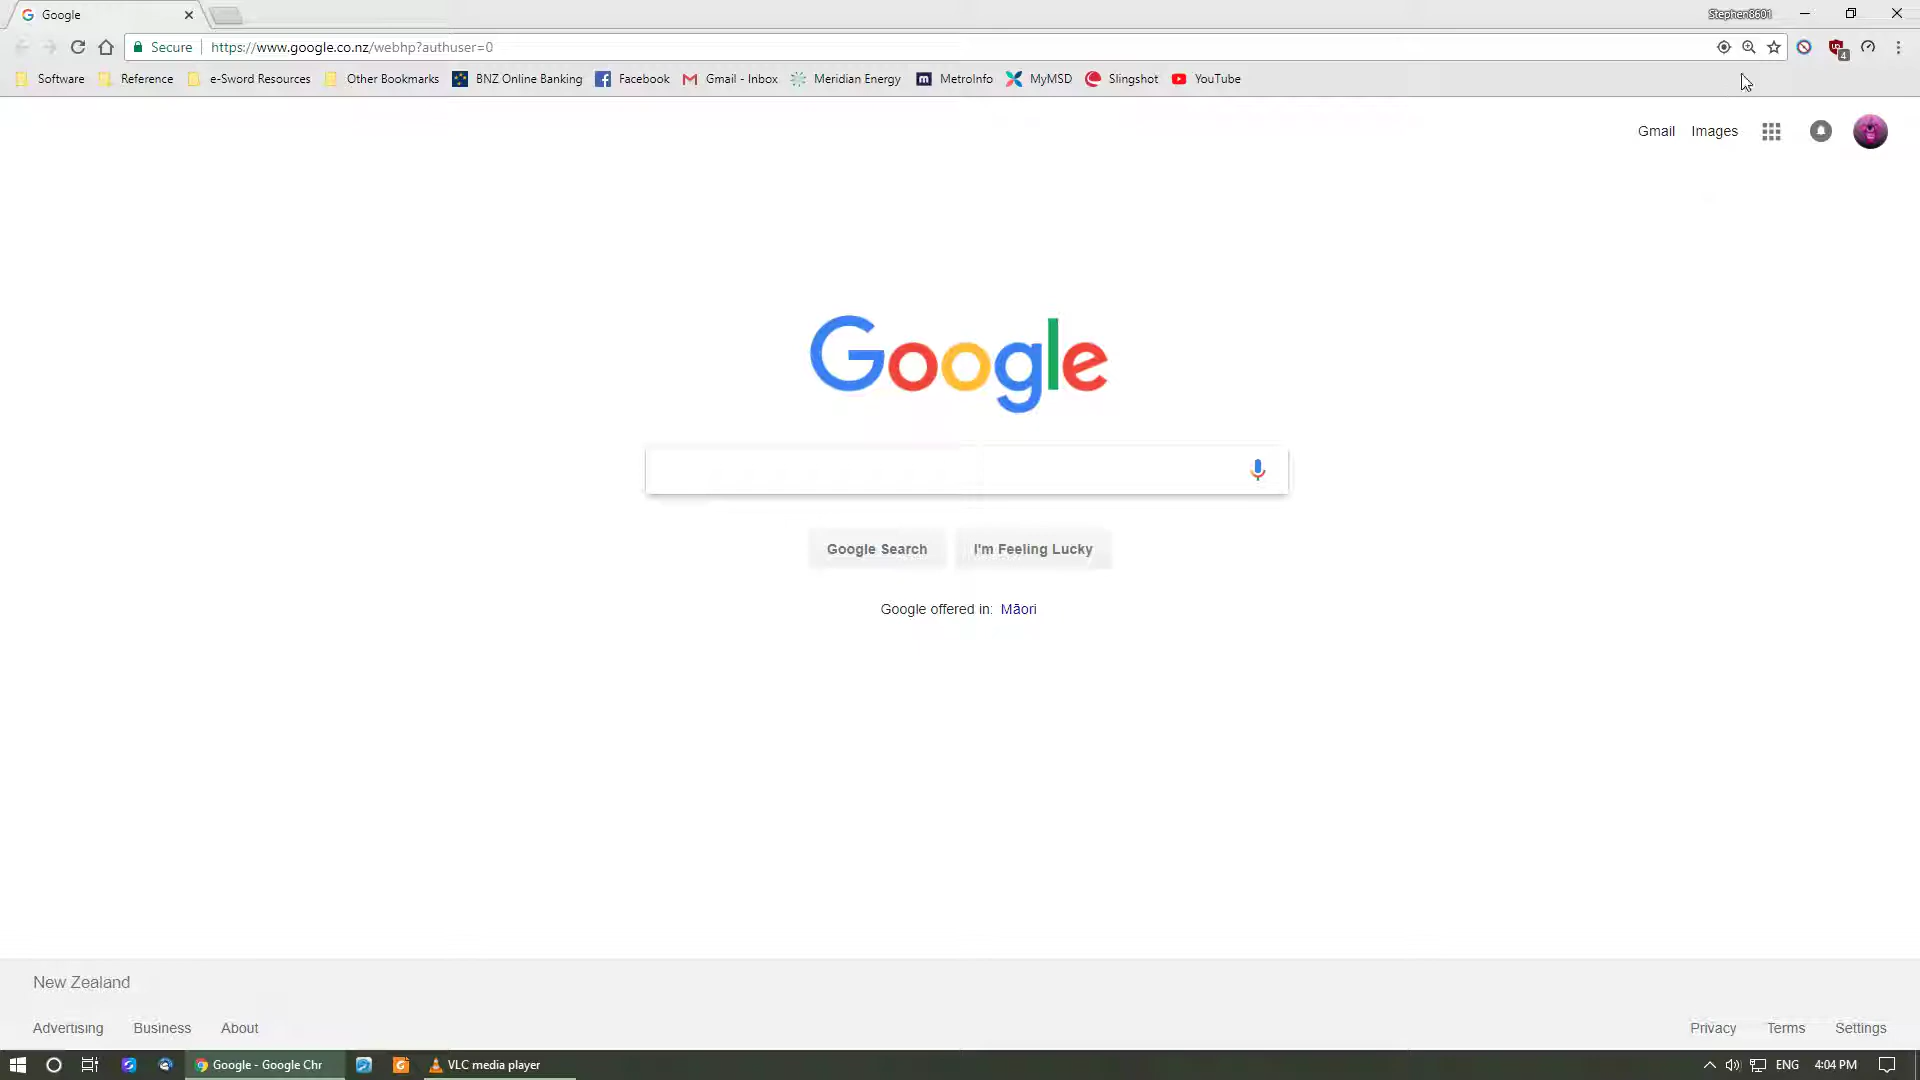 Google
Stephen8601
Secure
https://www.google.co.nz/webhp?authuser=0
4
Software
Reference
e-Sword Resources
Other Bookmarks
BNZ Online Banking
Facebook
Gmail - Inbox
Meridian Energy
m
MetroInfo
MyMSD
Slingshot
YouTube
Gmail
Images
Google
Google Search
I'm Feeling Lucky
Google offered in: Māori
New Zealand
Advertising
Business
About
Privacy
Terms
Settings
Google - Google Chr
VLC media player
ENG
4:04 PM